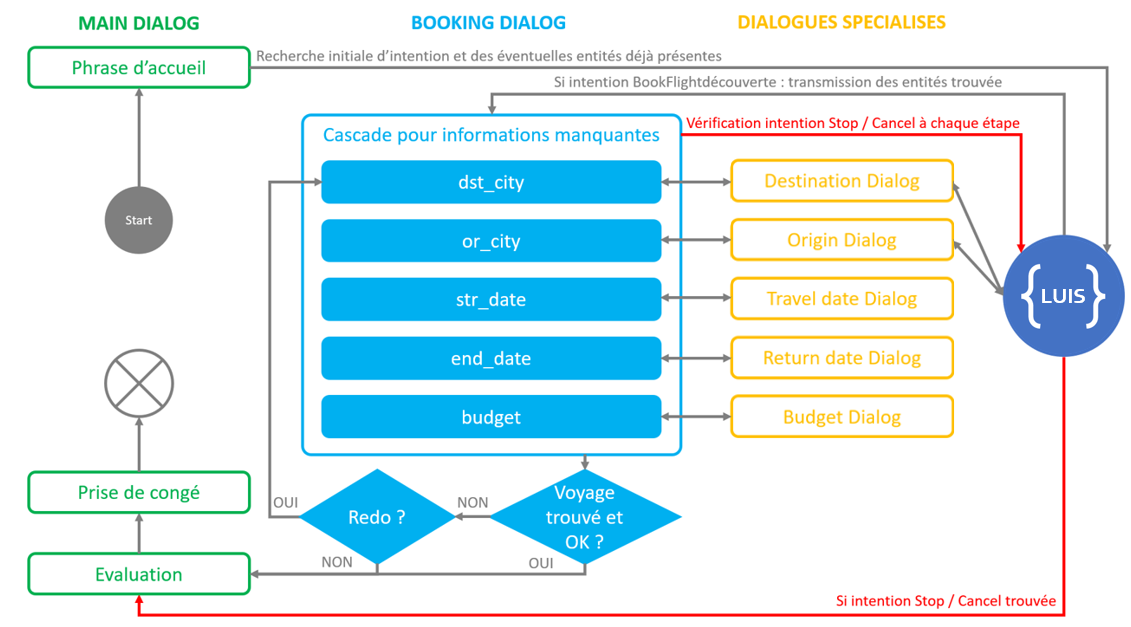 MAIN DIALOG
BOOKING DIALOG
DIALOGUES SPECIALISES
Phrase d'accueil
Recherche initiale d'intention et des éventuelles entités déjà présentes
Si intention BookFlightdécouverte : transmission des entités trouvée
Cascade pour informations manquantes
Vérification intention Stop / Cancel à chaque étape
dst_city
Destination Dialog
Start
or_city
Origin Dialog
{LUIS}
str_date
Travel date Dialog
end_date
Return date Dialog
budget
Budget Dialog
Prise de congé
OUI
Redo ?
NON
Voyage
trouvé et
OK ?
NON
OUI
Evaluation
Si intention Stop / Cancel trouvée